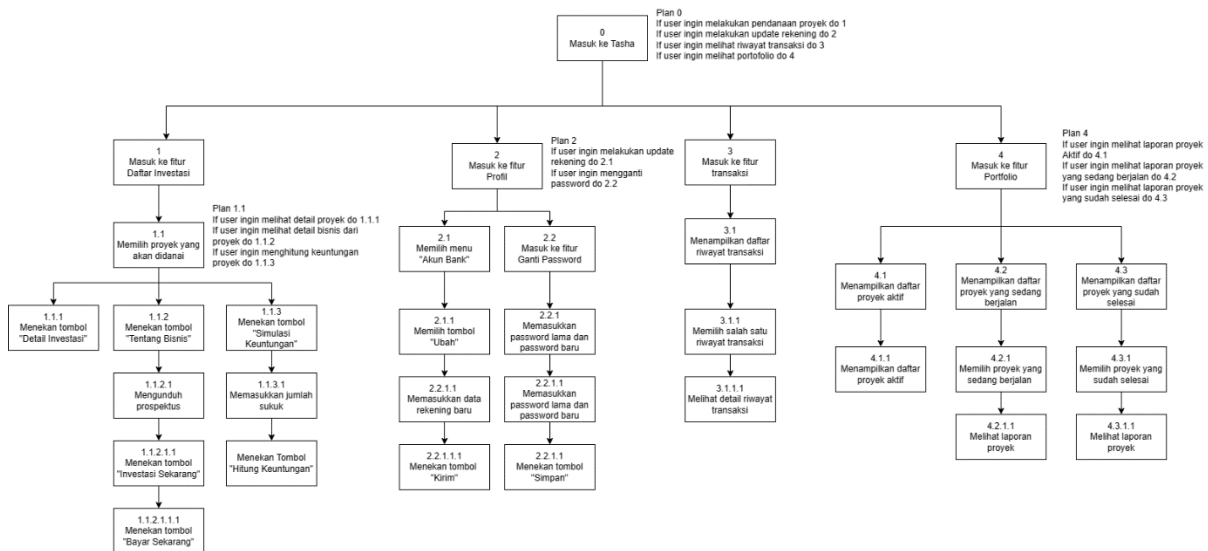 0
Masuk ke Tasha
Plan 0
If user ingin melakukan pendanaan proyek do 1
If user ingin melakukan update rekening do 2
If user ingin melihat riwayat transaksi do 3
If user ingin melihat portofolio do 4
1
Masuk ke fitur
Daftar Investasi
2
Masuk ke fitur
Profil
Plan 2
If user ingin melakukan update
rekening do 2.1
If user ingin mengganti
password do 2.2
3
Masuk ke fitur
transaksi
4
Masuk ke fitur
Portfolio
Plan 4
If user ingin melihat laporan proyek
Aktif do 4.1
If user ingin melihat laporan proyek
yang sedang berjalan do 4.2
If user ingin melihat laporan proyek
yang sudah selesai do 4.3
1.1
Memilih proyek yang
akan didanai
Plan 1.1
If user ingin melihat detail proyek do 1.1.1
If user ingin melihat detail bisnis dari
proyek do 1.1.2
If user ingin menghitung keuntungan
proyek do 1.1.3
2.1
Memilih menu
"Akun Bank"
2.2
Masuk ke fitur
Ganti Password
3.1
Menampilkan daftar
riwayat transaksi
4.1
Menampilkan daftar
proyek aktif
4.2
Menampilkan daftar
proyek yang sedang
berjalan
4.3
Menampilkan daftar
proyek yang sudah
selesai
1.1.1
Menekan tombol
"Detail Investasi"
1.1.2
Menekan tombol
"Tentang Bisnis"
1.1.3
Menekan tombol
"Simulasi
Keuntungan"
2.1.1
Memilih tombol
"Ubah"
2.2.1
Memasukkan
password lama dan
password baru
3.1.1
Memilih salah satu
riwayat transaksi
4.1.1
Menampilkan daftar
proyek aktif
4.2.1
Memilih proyek yang
sedang berjalan
4.3.1
Memilih proyek yang
sudah selesai
1.1.2.1
Mengunduh
prospektus
1.1.3.1
Memasukkan jumlah
sukuk
2.2.1.1
Memasukkan data
rekening baru
2.2.1.1
Memasukkan
password lama dan
password baru
3.1.1.1
Melihat detail riwayat
transaksi
4.2.1.1
Melihat laporan
proyek
4.3.1.1
Melihat laporan
proyek
1.1.2.1.1
Menekan tombol
"Investasi Sekarang"
Menekan Tombol
"Hitung Keuntungan"
2.2.1.1.1
Menekan tombol
"Kirim"
2.2.1.1
Menekan tombol
"Simpan"
1.1.2.1.1.1
Menekan tombol
"Bayar Sekarang"